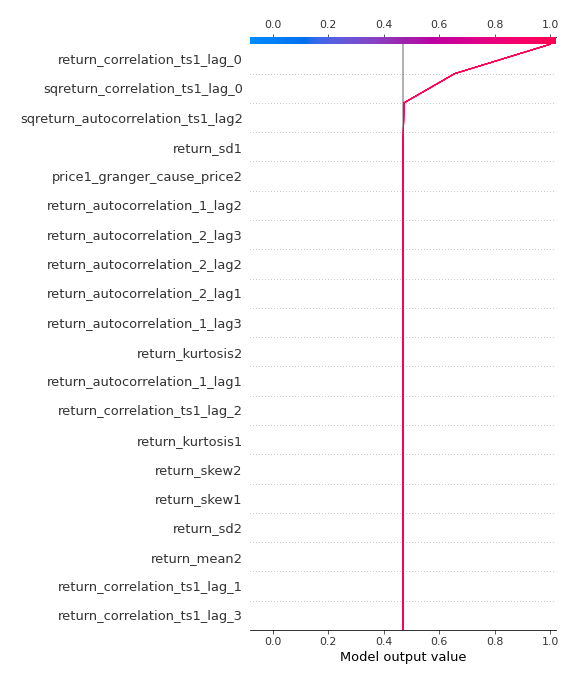 0.0 0.2 0.4 0.6 0.8 1.0
return_correlation_ts1_lag_0
sqreturn_correlation_ts1_lag_0
sqreturn_autocorrelation_ts1_lag2
return_sd1
price1_granger_cause_price2
return_autocorrelation_1_lag2
return_autocorrelation_2_lag3
return_autocorrelation_2_lag2
return_autocorrelation_2_lag1
return_autocorrelation_1_lag3
return_kurtosis2
return_autocorrelation_1_lag1
return_correlation_ts1_lag_2
return_kurtosis1
return_skew2
return_skew1
return_sd2
return_mean2
return_correlation_ts1_lag_1
return_correlation_ts1_lag_3
0.0 0.2 0.4 0.6 0.8 1.0
Model output value